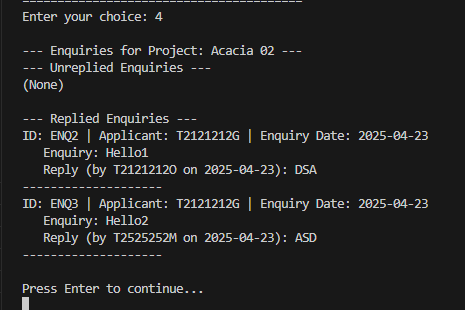 ========================================
Enter your choice: 4
--- Enquiries for Project: Acacia 02 ---
--- Unreplied Enquiries ---
(None)
--- Replied Enquiries ---
ID: ENQ2 | Applicant: T2121212G | Enquiry Date: 2025-04-23
Enquiry: Hello1
Reply (by T2121212O on 2025-04-23): DSA
--------------------
ID: ENQ3 | Applicant: T2121212G | Enquiry Date: 2025-04-23
Enquiry: Hello2
Reply (by T2525252M on 2025-04-23): ASD
--------------------
Press Enter to continue...